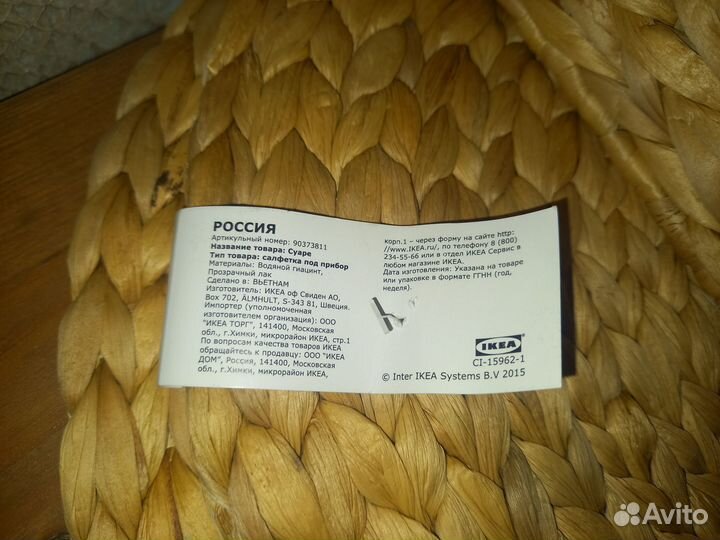 РОССИЯ
Артикульный номер: 90373811
Название товара: Суаре
Тип товара: салфетка под прибор
Материалы: Водяной гиацинт,
Прозрачный лак
Сделано в: ВЬЕТНАМ
Изготовитель: ИКЕА оф Свиден АО,
Box 702, ÄLMHULT, S-343 81, Швеция.
Импортер (уполномоченная
изготовителем организация): ООО
"ИКЕА ТОРГ", 141400, Московская
обл., г.Химки, микрорайон ИКЕА, стр.1
По вопросам качества товаров ИКЕА
обращайтесь к продавцу: ООО "ИКЕА
ДОМ", Россия, 141400, Московская
обл., г.Химки, микрорайон ИКЕА,
корп.1 – через форму на сайте http:
//www.IKEA.ru/, по телефону 8 (800)
234-55-66 или в отдел ИКЕА Сервис в
любом магазине ИКЕА.
Дата изготовления: Указана на товаре
или упаковке в формате ГГНН (год,
неделя).
IKEA
CI-15962-1
© Inter IKEA Systems B.V 2015
Avito